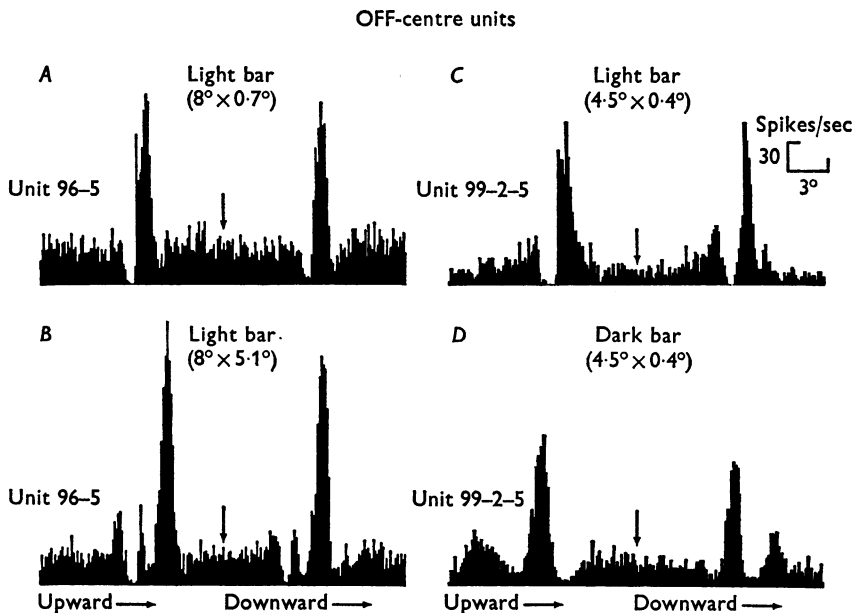 OFF-centre units
A
Light bar
(8°×0·7°)
Unit 96–5
C
Light bar
(4·5°×0·4°)
Unit 99–2–5
Spikes/sec
30
3°
B
Light bar·
(8°×5·1°)
Unit 96–5
D
Dark bar
(4·5°×0·4°)
Unit 99–2–5
Upward → Downward → Upward → Downward →